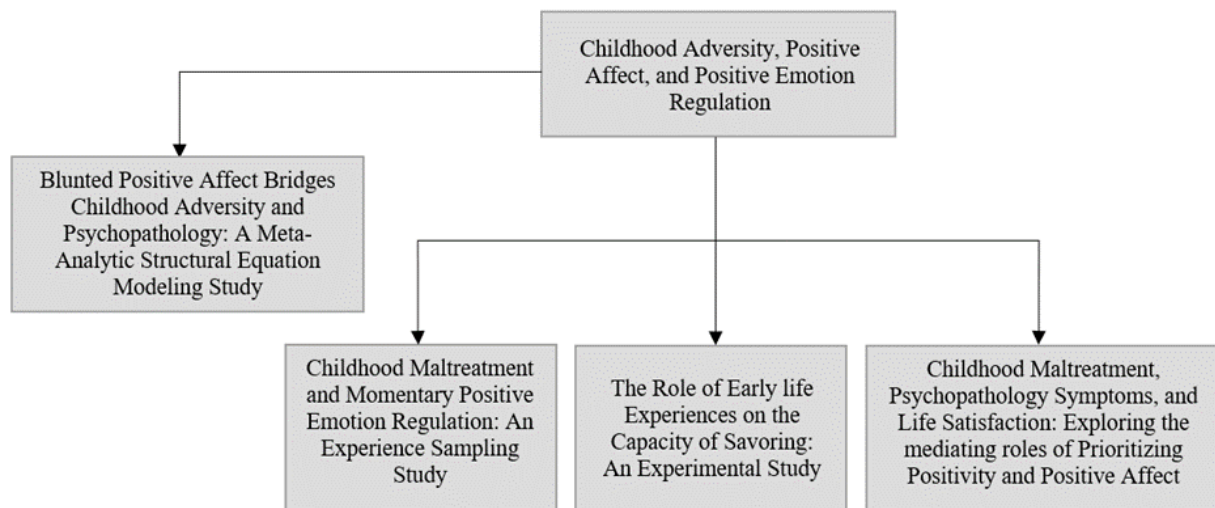 Childhood Adversity, Positive
Affect, and Positive Emotion
Regulation
Blunted Positive Affect Bridges
Childhood Adversity and
Psychopathology: A Meta-
Analytic Structural Equation
Modeling Study
Childhood Maltreatment
and Momentary Positive
Emotion Regulation: An
Experience Sampling
Study
The Role of Early life
Experiences on the
Capacity of Savoring:
An Experimental Study
Childhood Maltreatment,
Psychopathology Symptoms, and
Life Satisfaction: Exploring the
mediating roles of Prioritizing
Positivity and Positive Affect